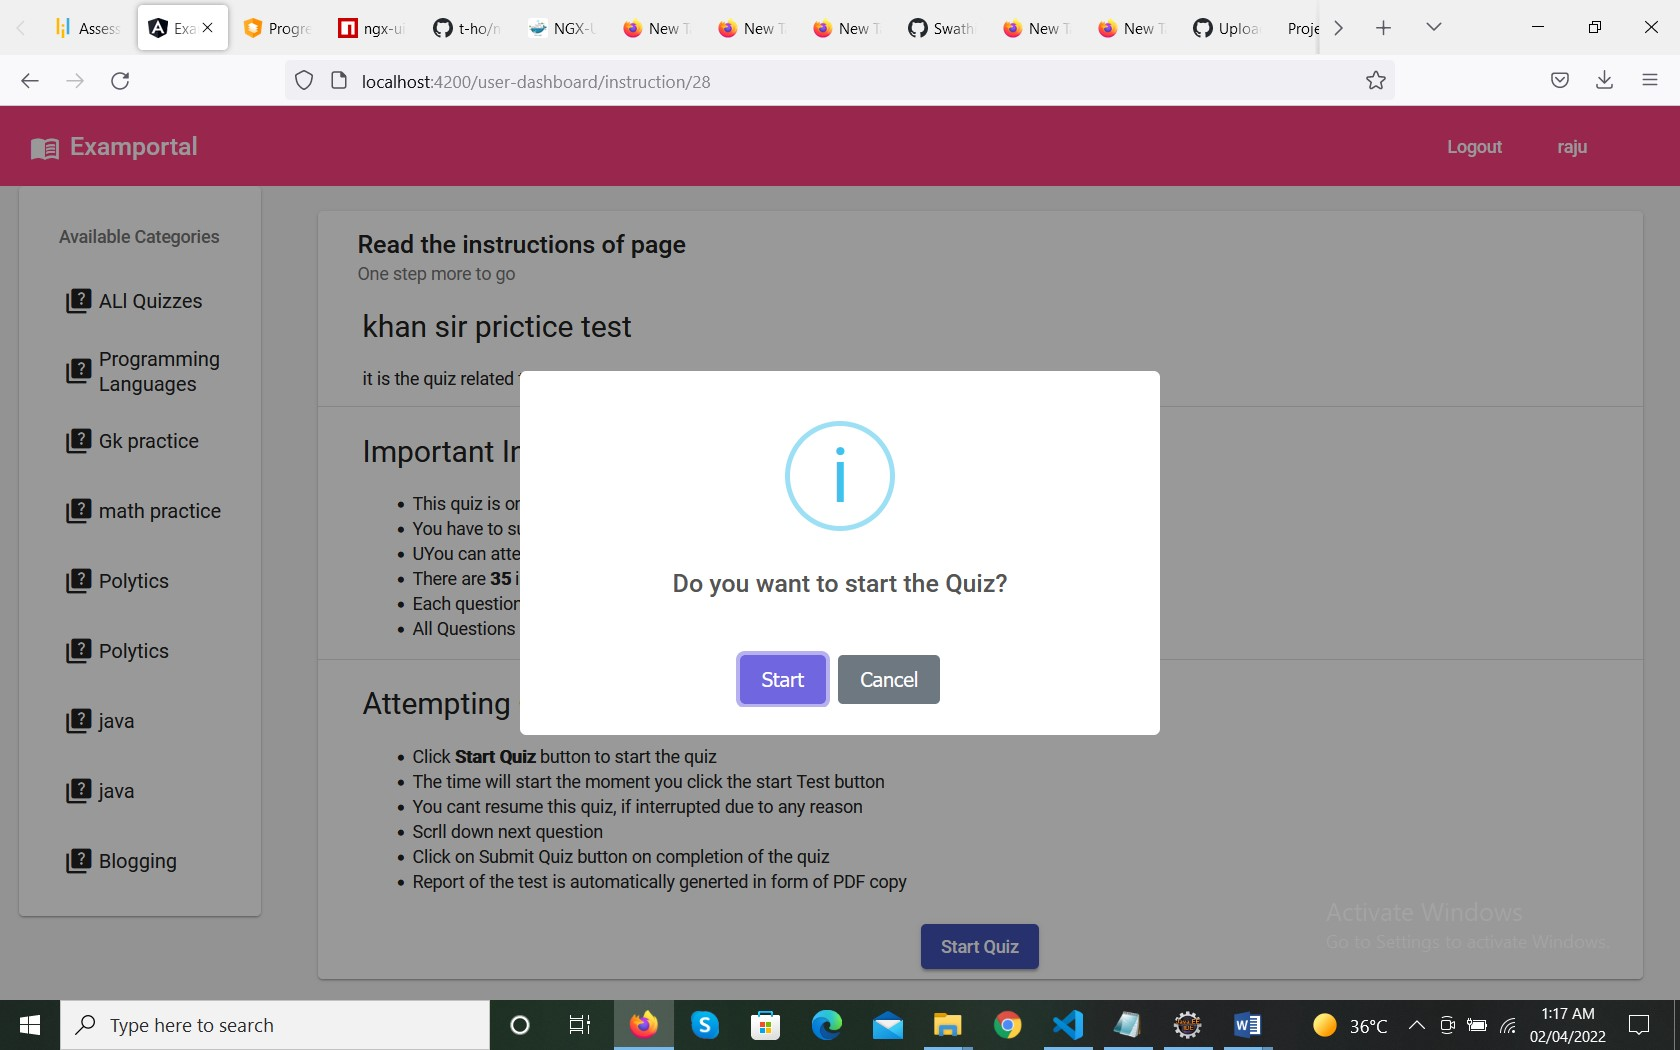 Assess
Exa
Progre
ngx-ui
t-ho/n
NGX-U
New T
New T
New T
Swath
New T
New T
Uploa
Proje
localhost:4200/user-dashboard/instruction/28
Examportal
Logout
raju
Available Categories
ALl Quizzes
Programming
Languages
Gk practice
math practice
Polytics
Polytics
java
java
Blogging
Read the instructions of page
One step more to go
khan sir prictice test
it is the quiz related
Important In
This quiz is on
You have to su
UYou can atte
There are 35 i
Each question
All Questions
Do you want to start the Quiz?
Start
Cancel
Attempting
Click Start Quiz button to start the quiz
The time will start the moment you click the start Test button
You cant resume this quiz, if interrupted due to any reason
Scrll down next question
Click on Submit Quiz button on completion of the quiz
Report of the test is automatically generted in form of PDF copy
Start Quiz
Activate Windows
Go to Settings to activate Windows.
Type here to search
36°C
1:17 AM
02/04/2022